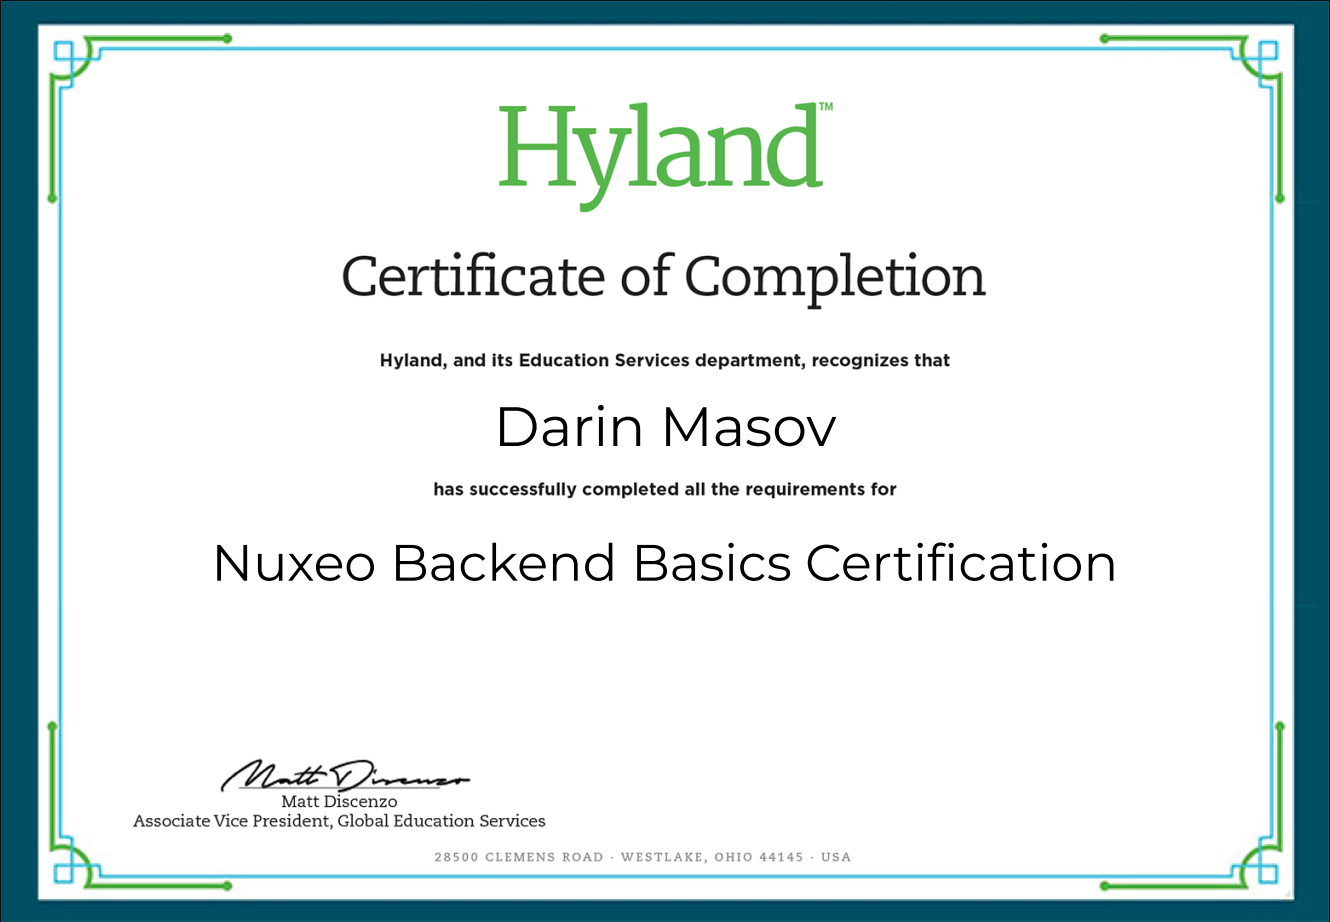 Hyland™
Certificate of Completion
Hyland, and its Education Services department, recognizes that
Darin Masov
has successfully completed all the requirements for
Nuxeo Backend Basics Certification
Matt Discenzo
Matt Discenzo
Associate Vice President, Global Education Services
28500 CLEMENS ROAD · WESTLAKE, OHIO 44145 · USA